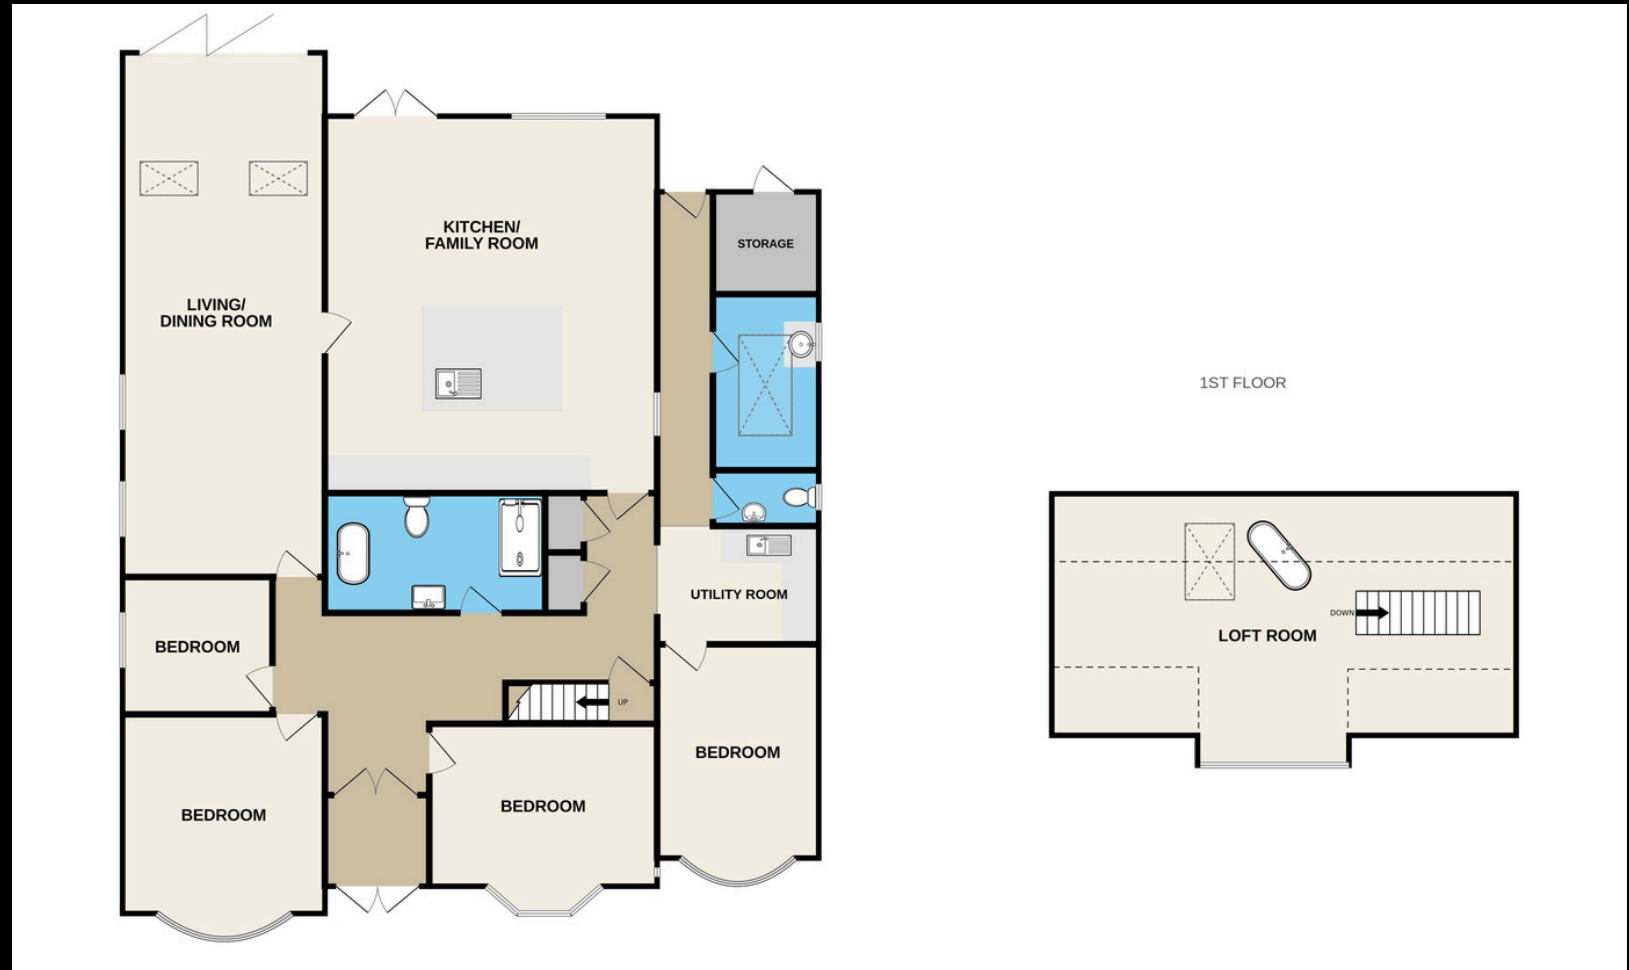 KITCHEN/
FAMILY ROOM
STORAGE
LIVING/
DINING ROOM
UTILITY ROOM
BEDROOM
UP
BEDROOM
BEDROOM
BEDROOM
1ST FLOOR
DOWN
LOFT ROOM